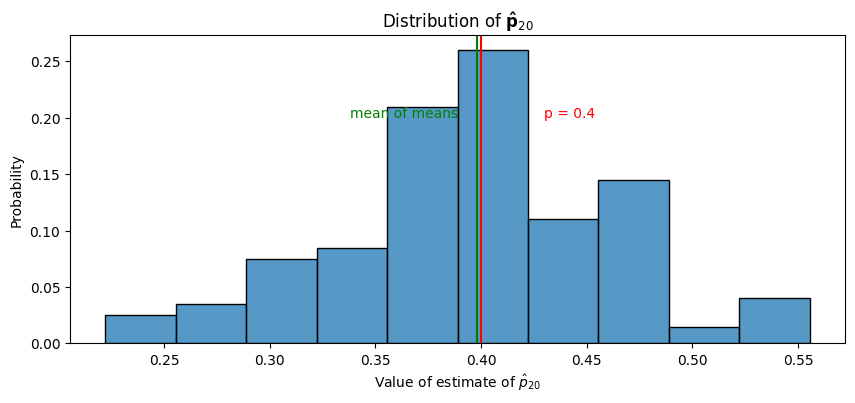 Distribution of p̂₂₀
0.25
0.20
0.15
0.10
0.05
0.00
Probability
mean of means
p = 0.4
0.25 0.30 0.35 0.40 0.45 0.50 0.55
Value of estimate of p̂₂₀